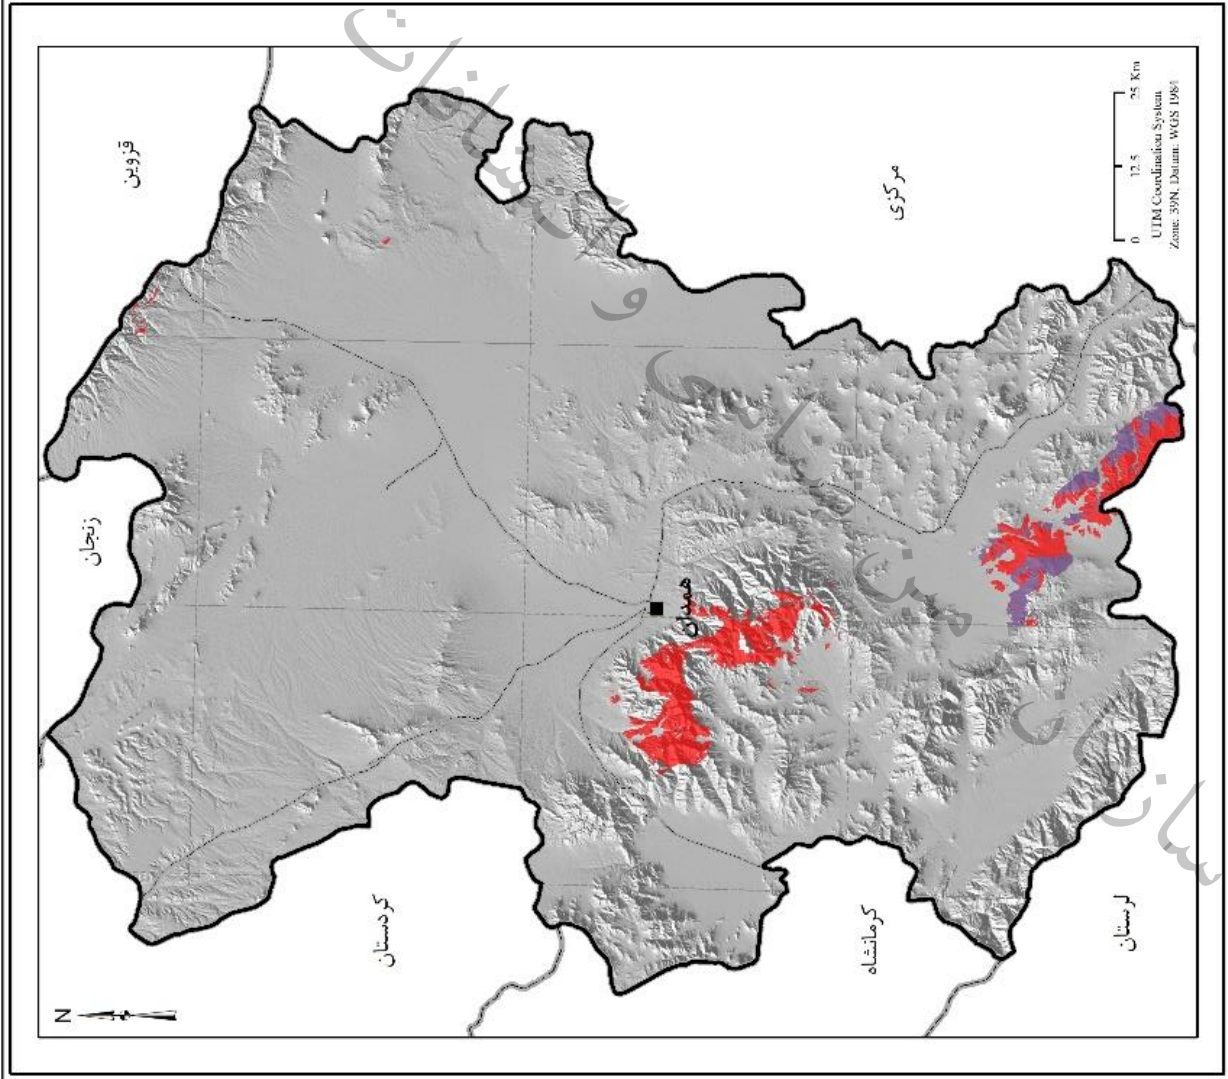 قزوین
مرکزی
زنجان
همدان
کردستان
کرمانشاه
لرستان
N
0 12.5 25 Km
UTM Coordination System
Zone: 39N, Datum: WGS 1984